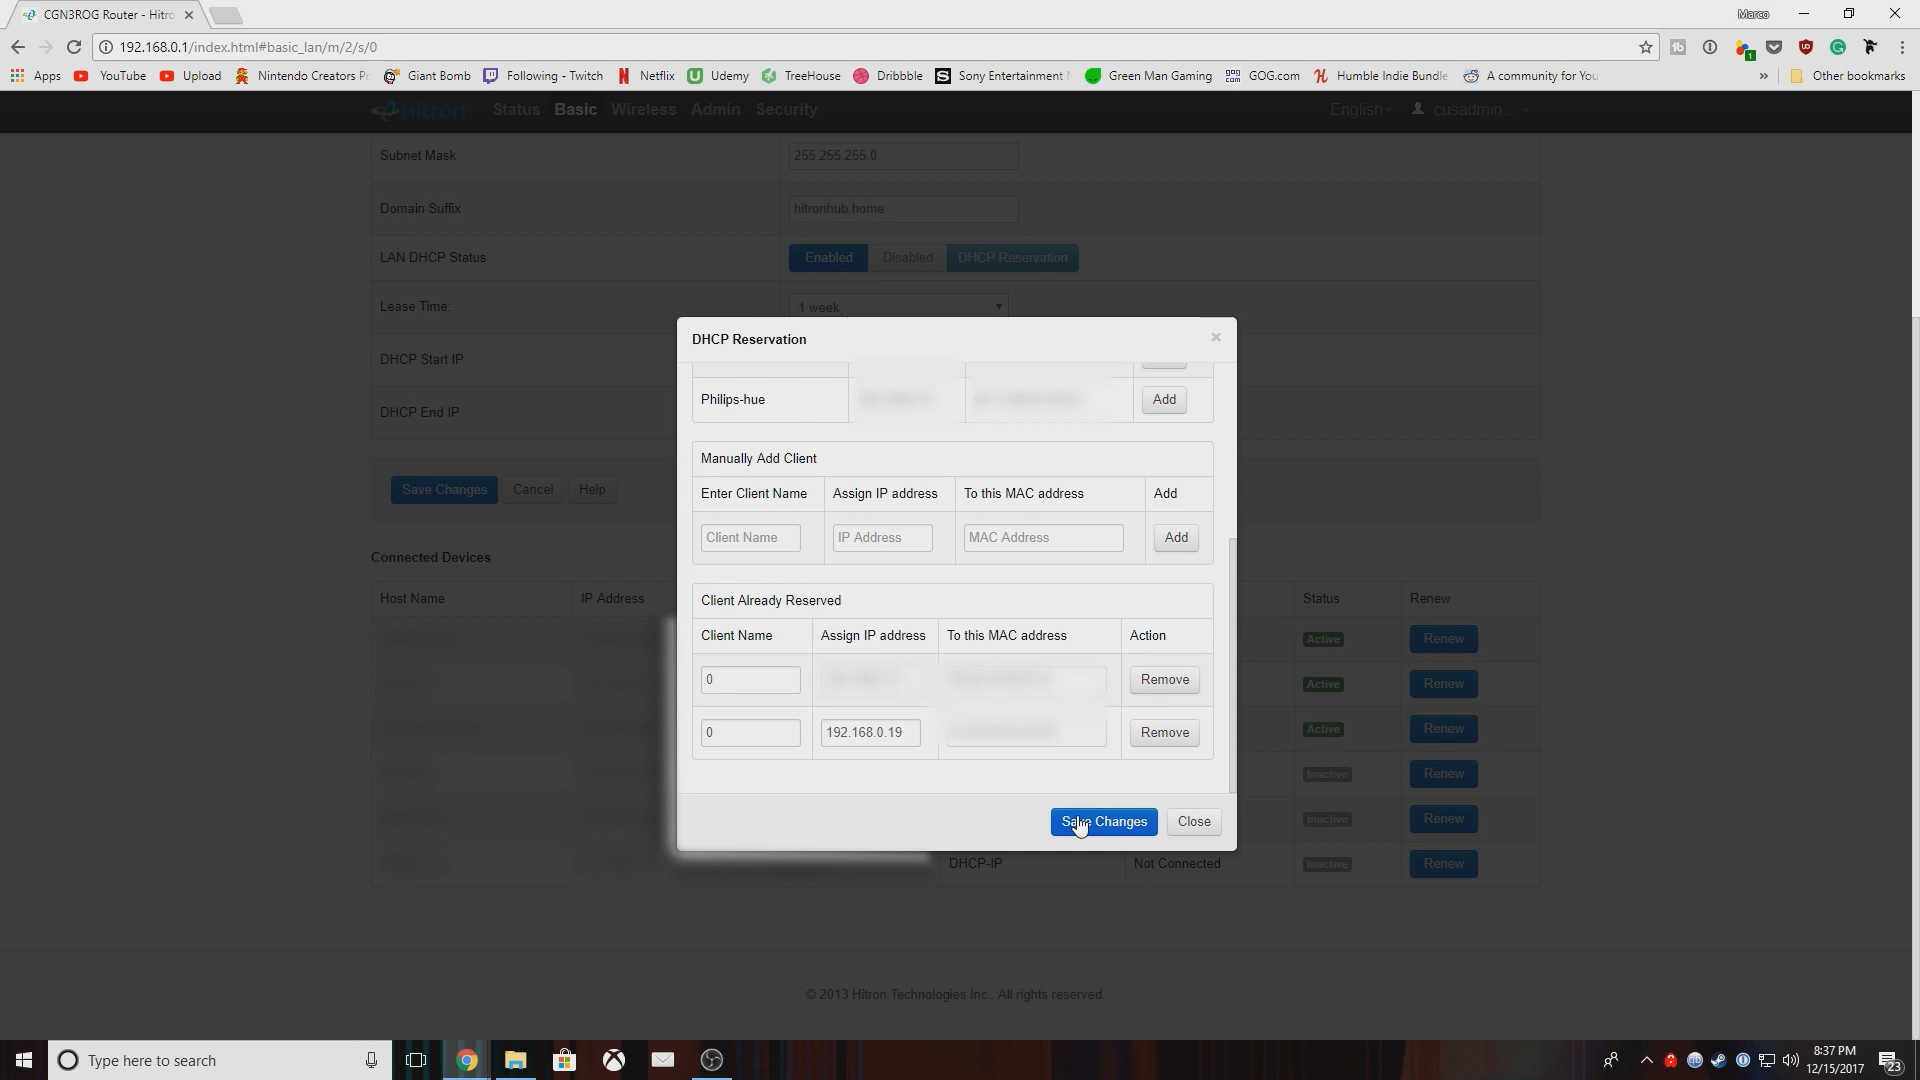 CGN3ROG Router - Hitro
Marco
192.168.0.1/index.html#basic_lan/m/2/s/0
Apps YouTube Upload Nintendo Creators Pr Giant Bomb Following - Twitch Netflix Udemy TreeHouse Dribbble Sony Entertainment Green Man Gaming GOG.com Humble Indie Bundle A community for You » Other bookmarks
hitron Status Basic Wireless Admin Security English cusadmin...
Subnet Mask 255.255.255.0
Domain Suffix hitronhub.home
LAN DHCP Status Enabled Disabled DHCP Reservation
Lease Time: 1 week
DHCP Start IP
DHCP End IP
Save Changes Cancel Help
DHCP Reservation ×
Philips-hue Add
Manually Add Client
Enter Client Name Assign IP address To this MAC address Add
Client Name IP Address MAC Address Add
Client Already Reserved
Client Name Assign IP address To this MAC address Action
0 Remove
0 192.168.0.19 Remove
Save Changes Close
Connected Devices
Host Name IP Address Status Renew
Active Renew
Active Renew
Active Renew
Inactive Renew
Inactive Renew
DHCP-IP Not Connected Inactive Renew
© 2013 Hitron Technologies Inc.. All rights reserved.
Type here to search
8:37 PM
12/15/2017
23